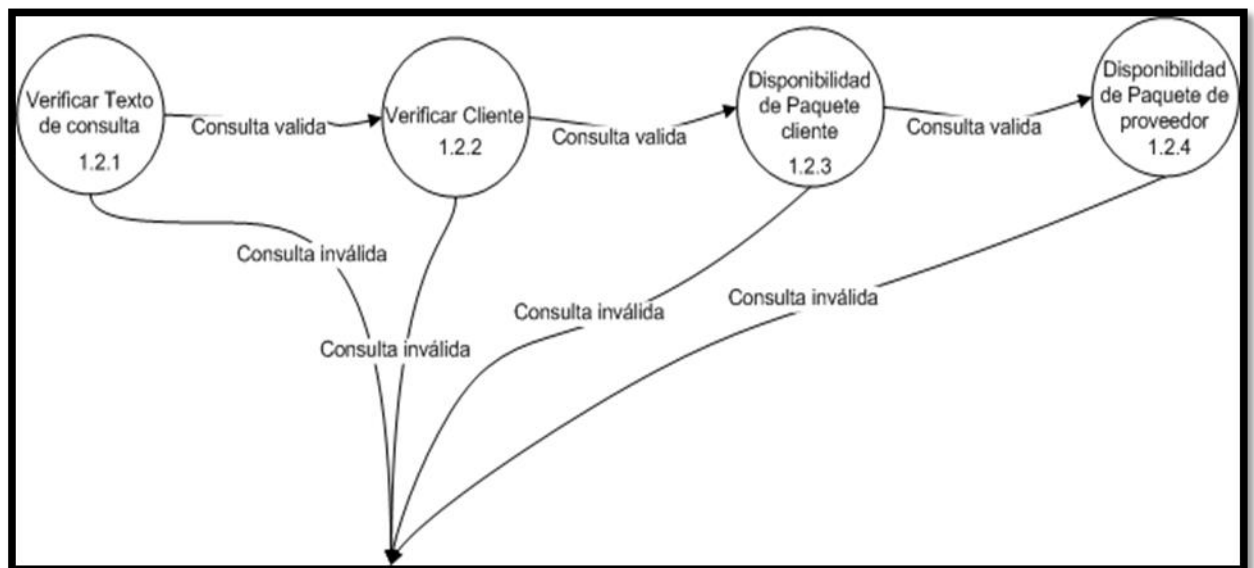 Verificar Texto
de consulta
1.2.1
Consulta valida
Verificar Cliente
1.2.2
Consulta valida
Disponibilidad
de Paquete
cliente
1.2.3
Consulta valida
Disponibilidad
de Paquete de
proveedor
1.2.4
Consulta inválida
Consulta inválida
Consulta inválida
Consulta inválida